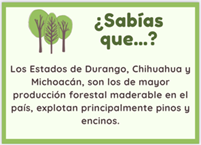 ¿Sabías
que...?
Los Estados de Durango, Chihuahua y
Michoacán, son los de mayor
producción forestal maderable en el
país, explotan principalmente pinos y
encinos.